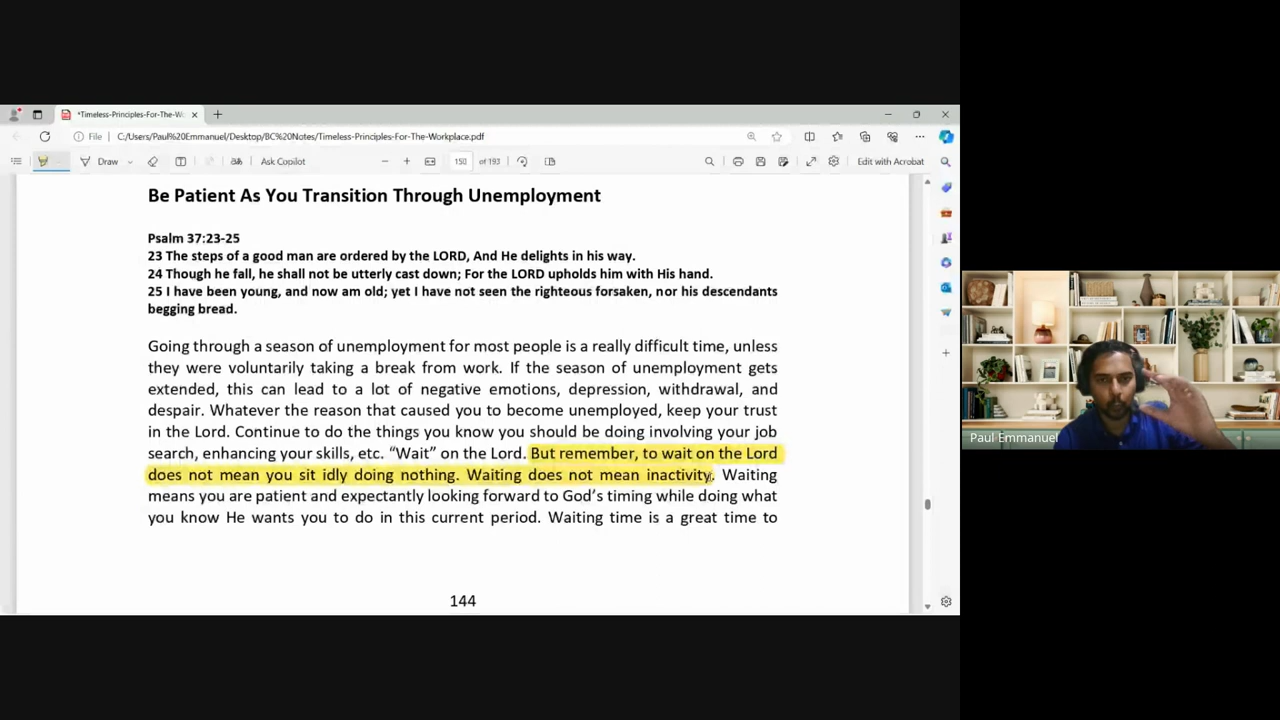 *Timeless-Principles-For-The-Wo
File
C:/Users/Paul%20Emmanuel/Desktop/BC%20Notes/Timeless-Principles-For-The-Workplace.pdf
Draw
Ask Copilot
150 of 193
Edit with Acrobat
Be Patient As You Transition Through Unemployment
Psalm 37:23-25
23 The steps of a good man are ordered by the LORD, And He delights in his way.
24 Though he fall, he shall not be utterly cast down; For the LORD upholds him with His hand.
25 I have been young, and now am old; yet I have not seen the righteous forsaken, nor his descendants
begging bread.
Going through a season of unemployment for most people is a really difficult time, unless
they were voluntarily taking a break from work. If the season of unemployment gets
extended, this can lead to a lot of negative emotions, depression, withdrawal, and
despair. Whatever the reason that caused you to become unemployed, keep your trust
in the Lord. Continue to do the things you know you should be doing involving your job
search, enhancing your skills, etc. “Wait” on the Lord. But remember, to wait on the Lord
does not mean you sit idly doing nothing. Waiting does not mean inactivity. Waiting
means you are patient and expectantly looking forward to God’s timing while doing what
you know He wants you to do in this current period. Waiting time is a great time to
144
Paul Emmanuel